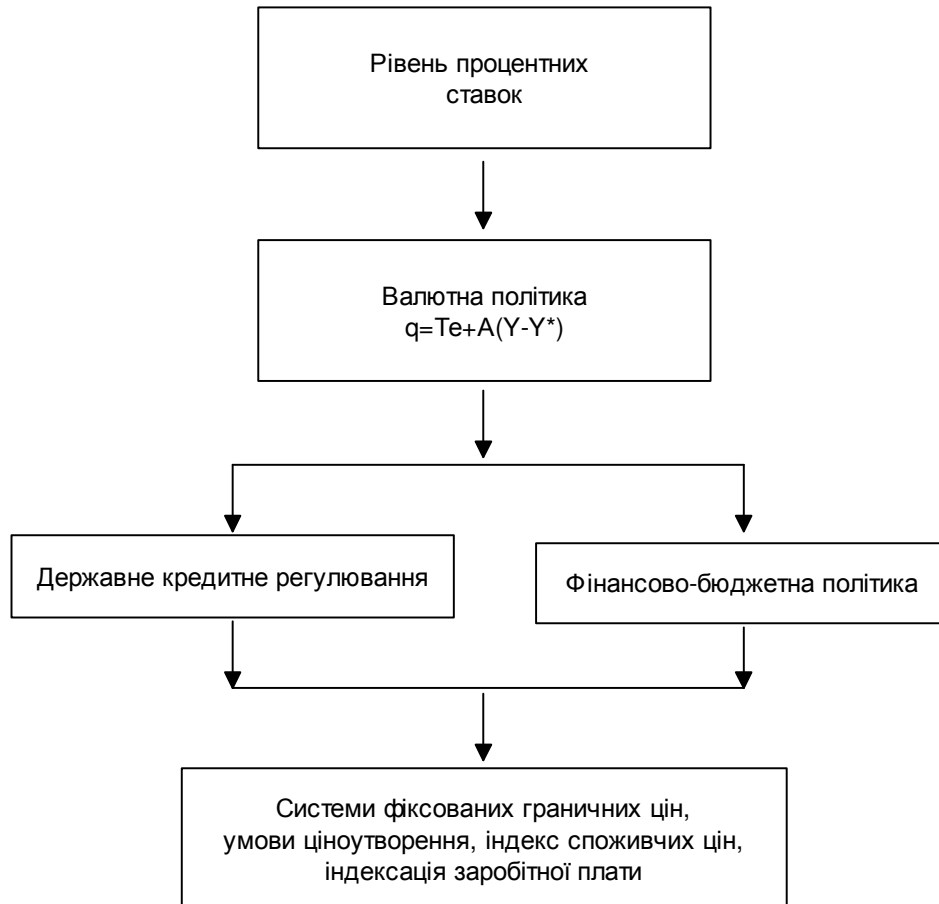 Рівень процентних
ставок
Валютна політика
q=Te+A(Y-Y*)
Державне кредитне регулювання
Фінансово-бюджетна політика
Системи фіксованих граничних цін,
умови ціноутворення, індекс споживчих цін,
індексація заробітної плати